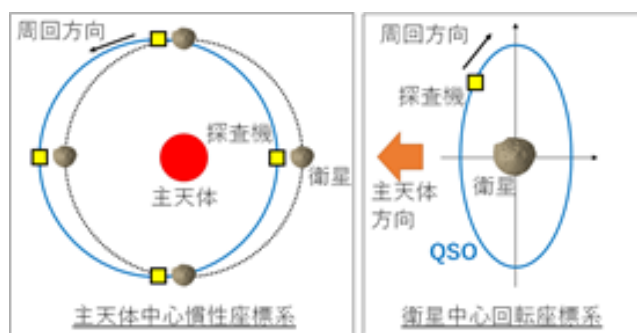 周回方向
探査機
衛星
主天体
主天体中心慣性座標系
周回方向
探査機
衛星
主天体
方向
QSO
衛星中心回転座標系